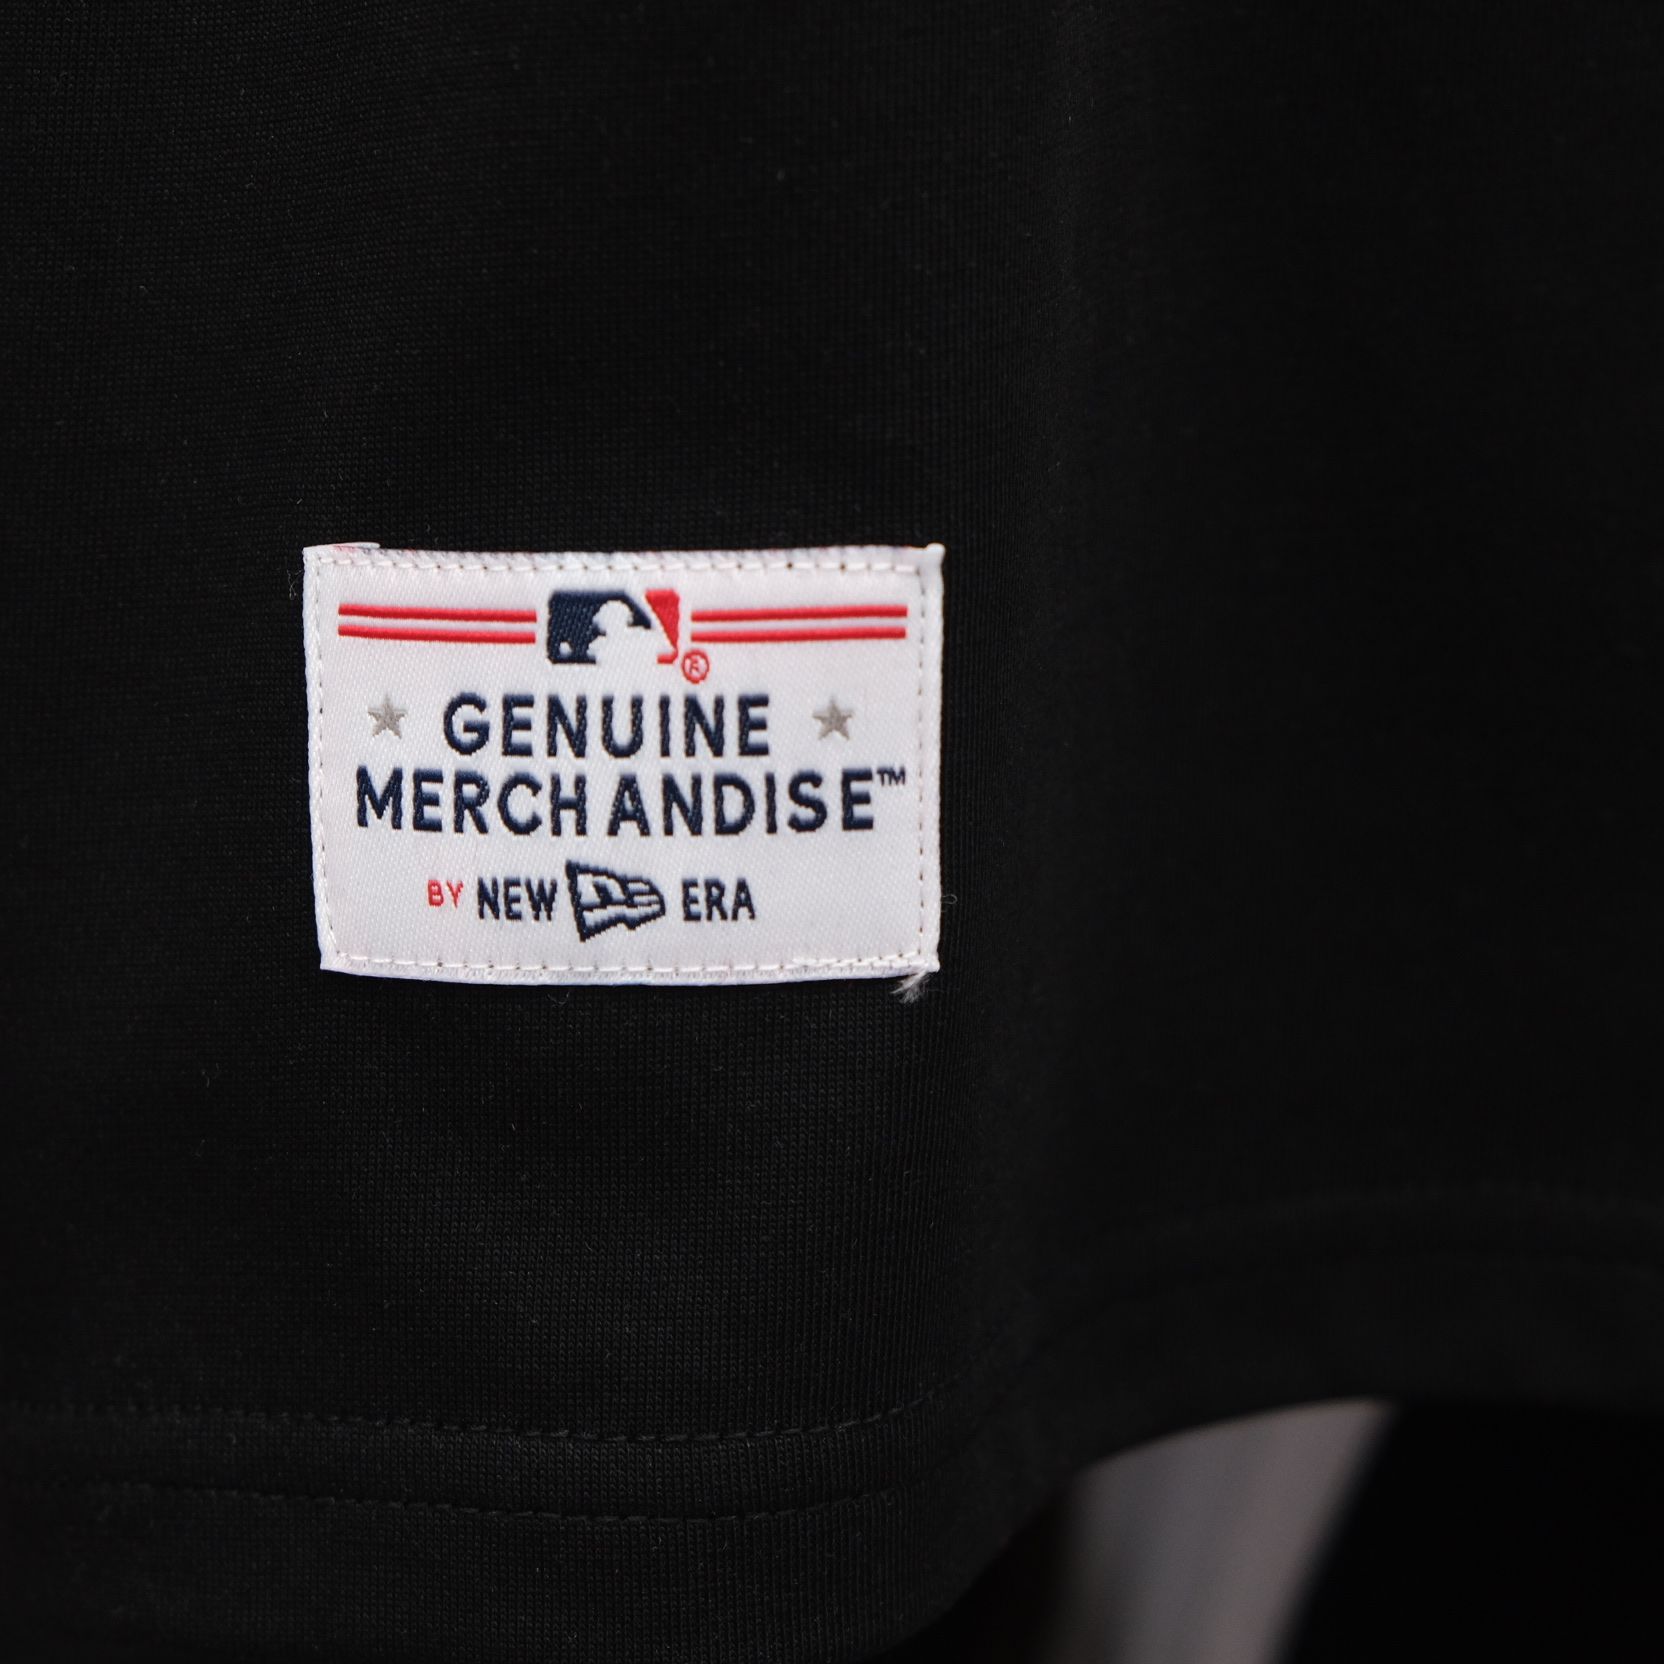 ®
GENUINE
MERCHANDISE™
BY NEW ERA